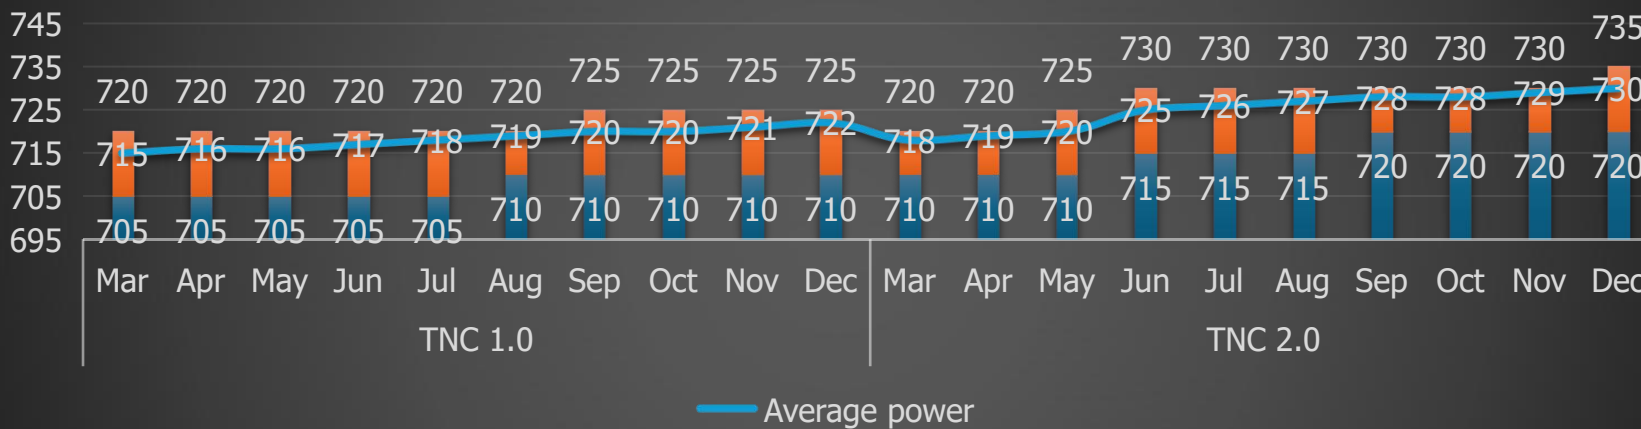 745
735
725
715
705
695
720 720 720 720 720 720 725 725 725 725 720 720 725 730 730 730 730 730 730 735
715 716 716 717 718 719 720 720 721 722 718 719 720 725 726 727 728 728 729 730
705 705 705 705 705 710 710 710 710 710 710 710 710 715 715 715 720 720 720 720
Mar Apr May Jun Jul Aug Sep Oct Nov Dec Mar Apr May Jun Jul Aug Sep Oct Nov Dec
TNC 1.0 TNC 2.0
Average power